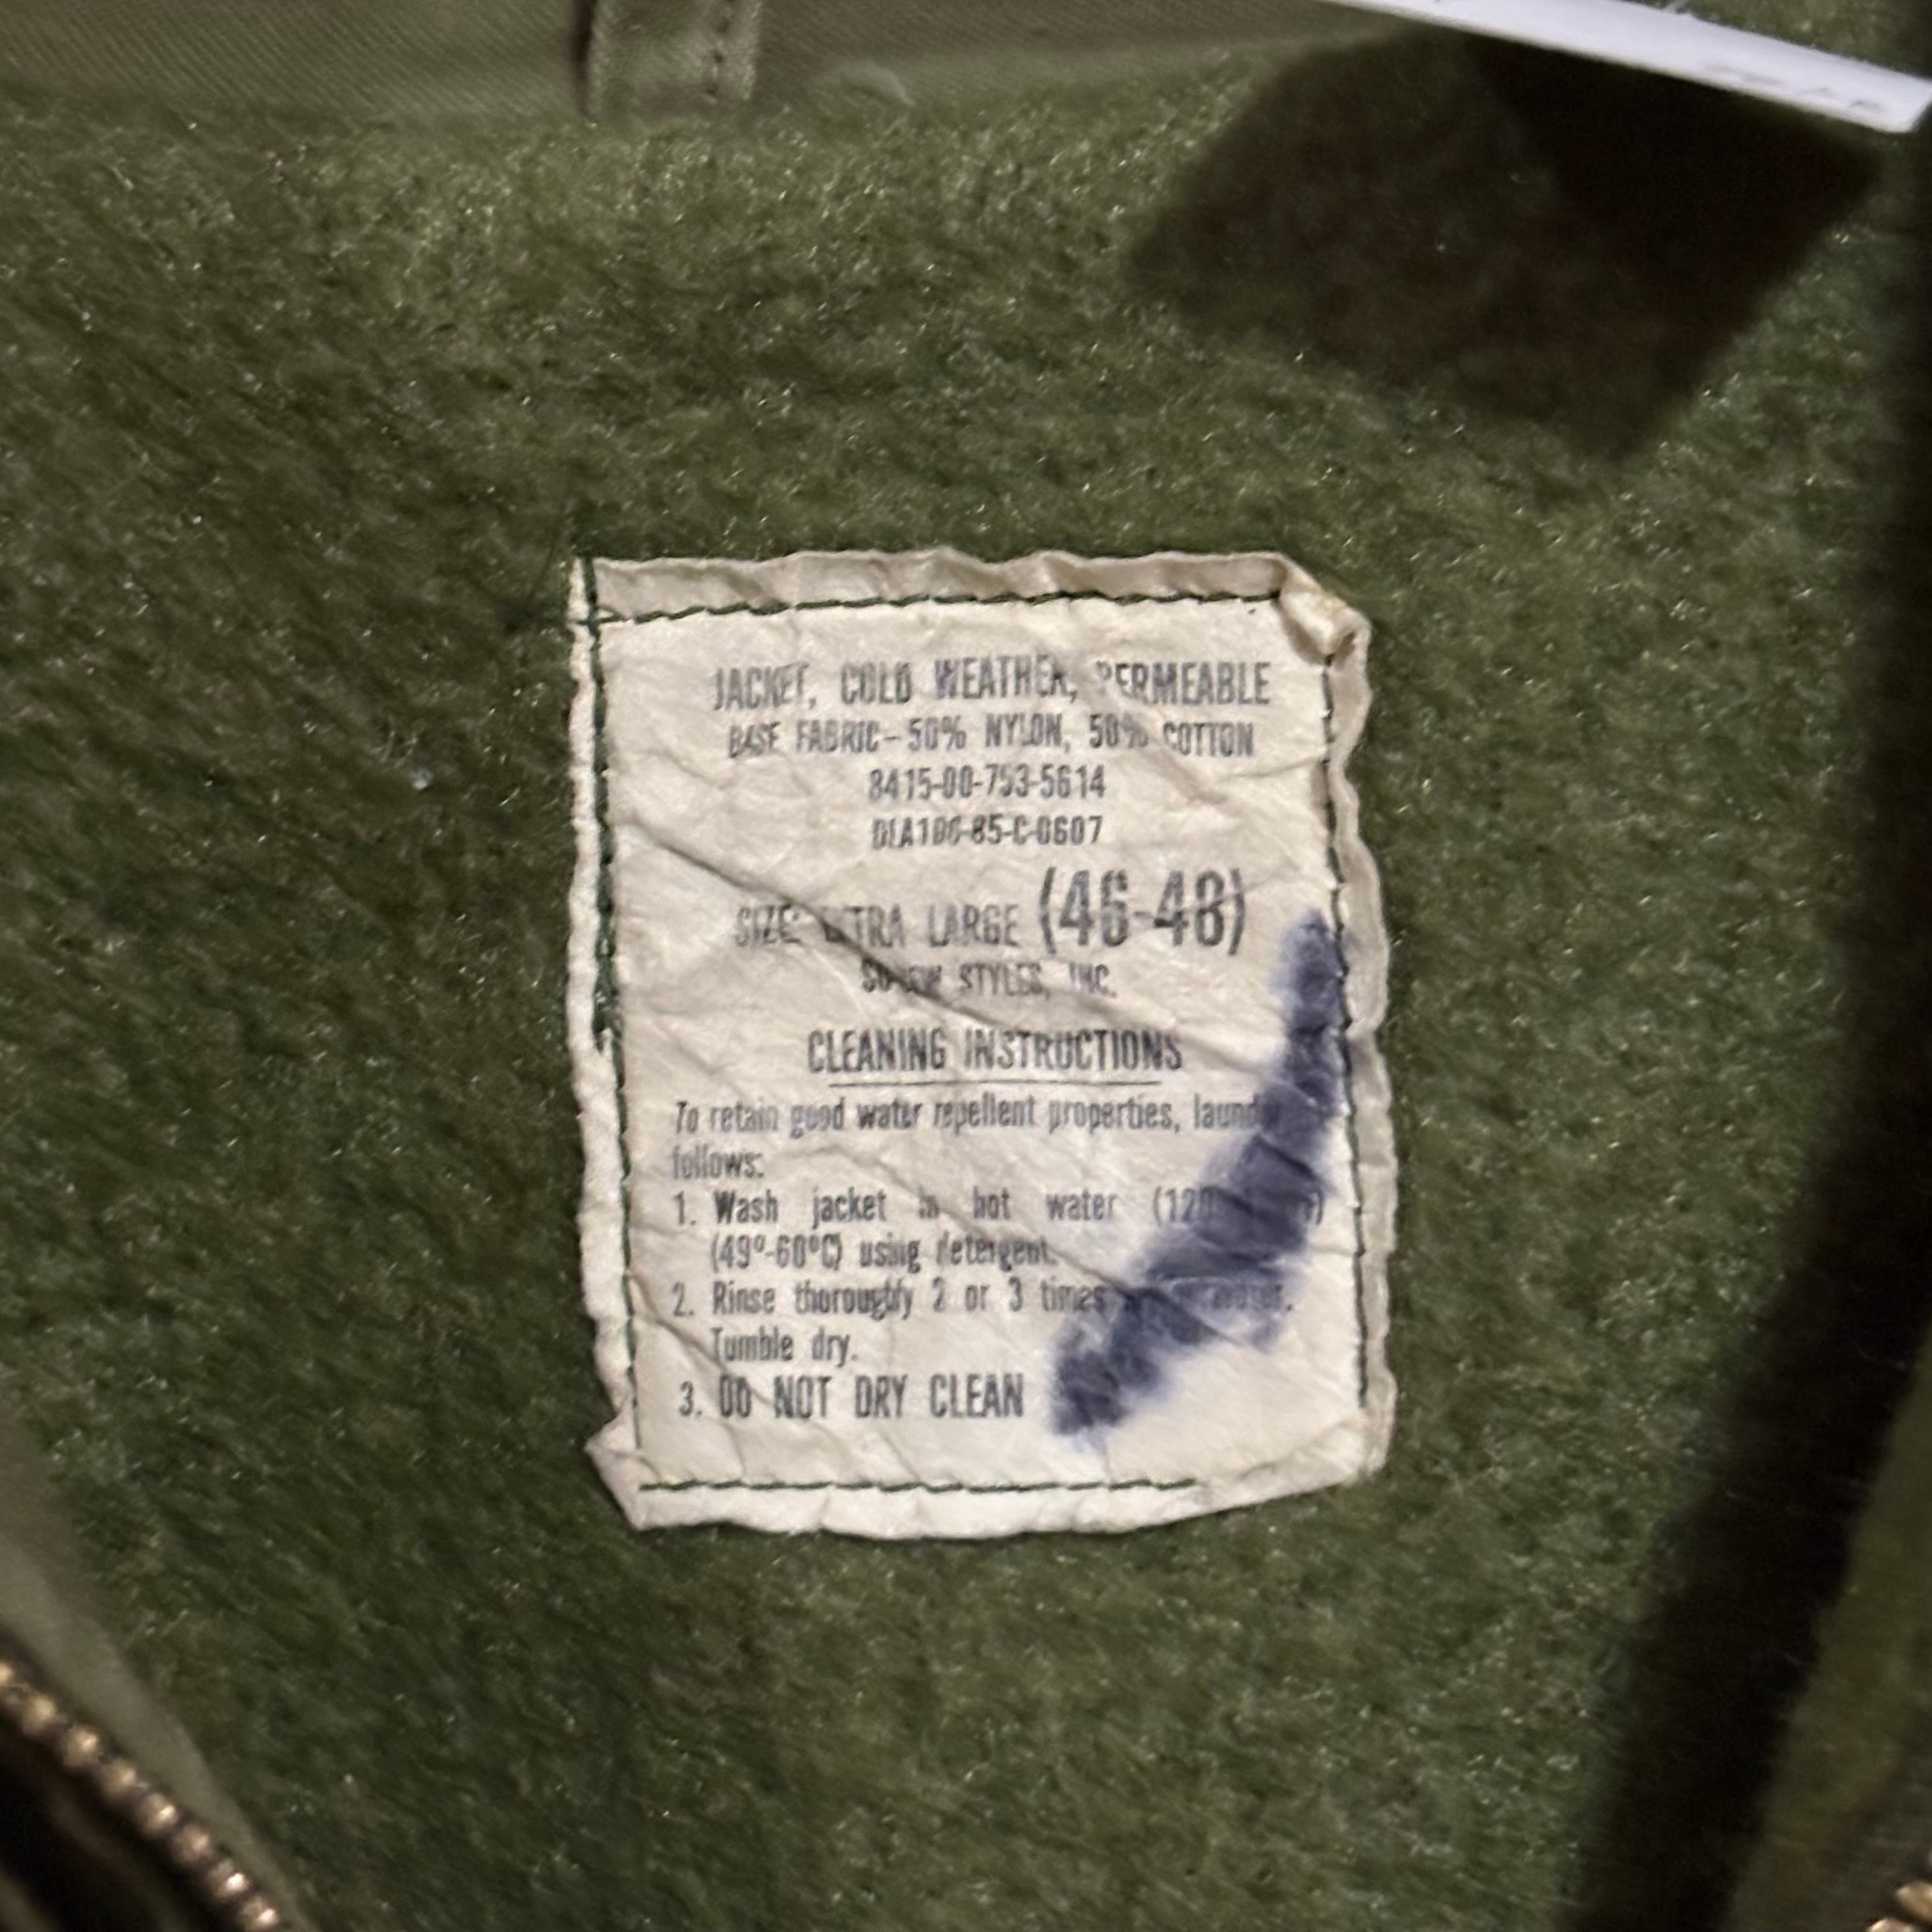 JACKET, COLD WEATHER, PERMEABLE
BASE FABRIC-50% NYLON, 50% COTTON
8415-00-753-5614
DLA100-85-C-0607
SIZE: EXTRA LARGE (46-48)
STYLES, INC.
CLEANING INSTRUCTIONS
To retain good water repellent properties,
follows:
1. Wash jacket in hot water
(49°-60°C) using detergent.
2. Rinse thoroughly 2 or 3 times
Tumble dry.
3. DO NOT DRY CLEAN